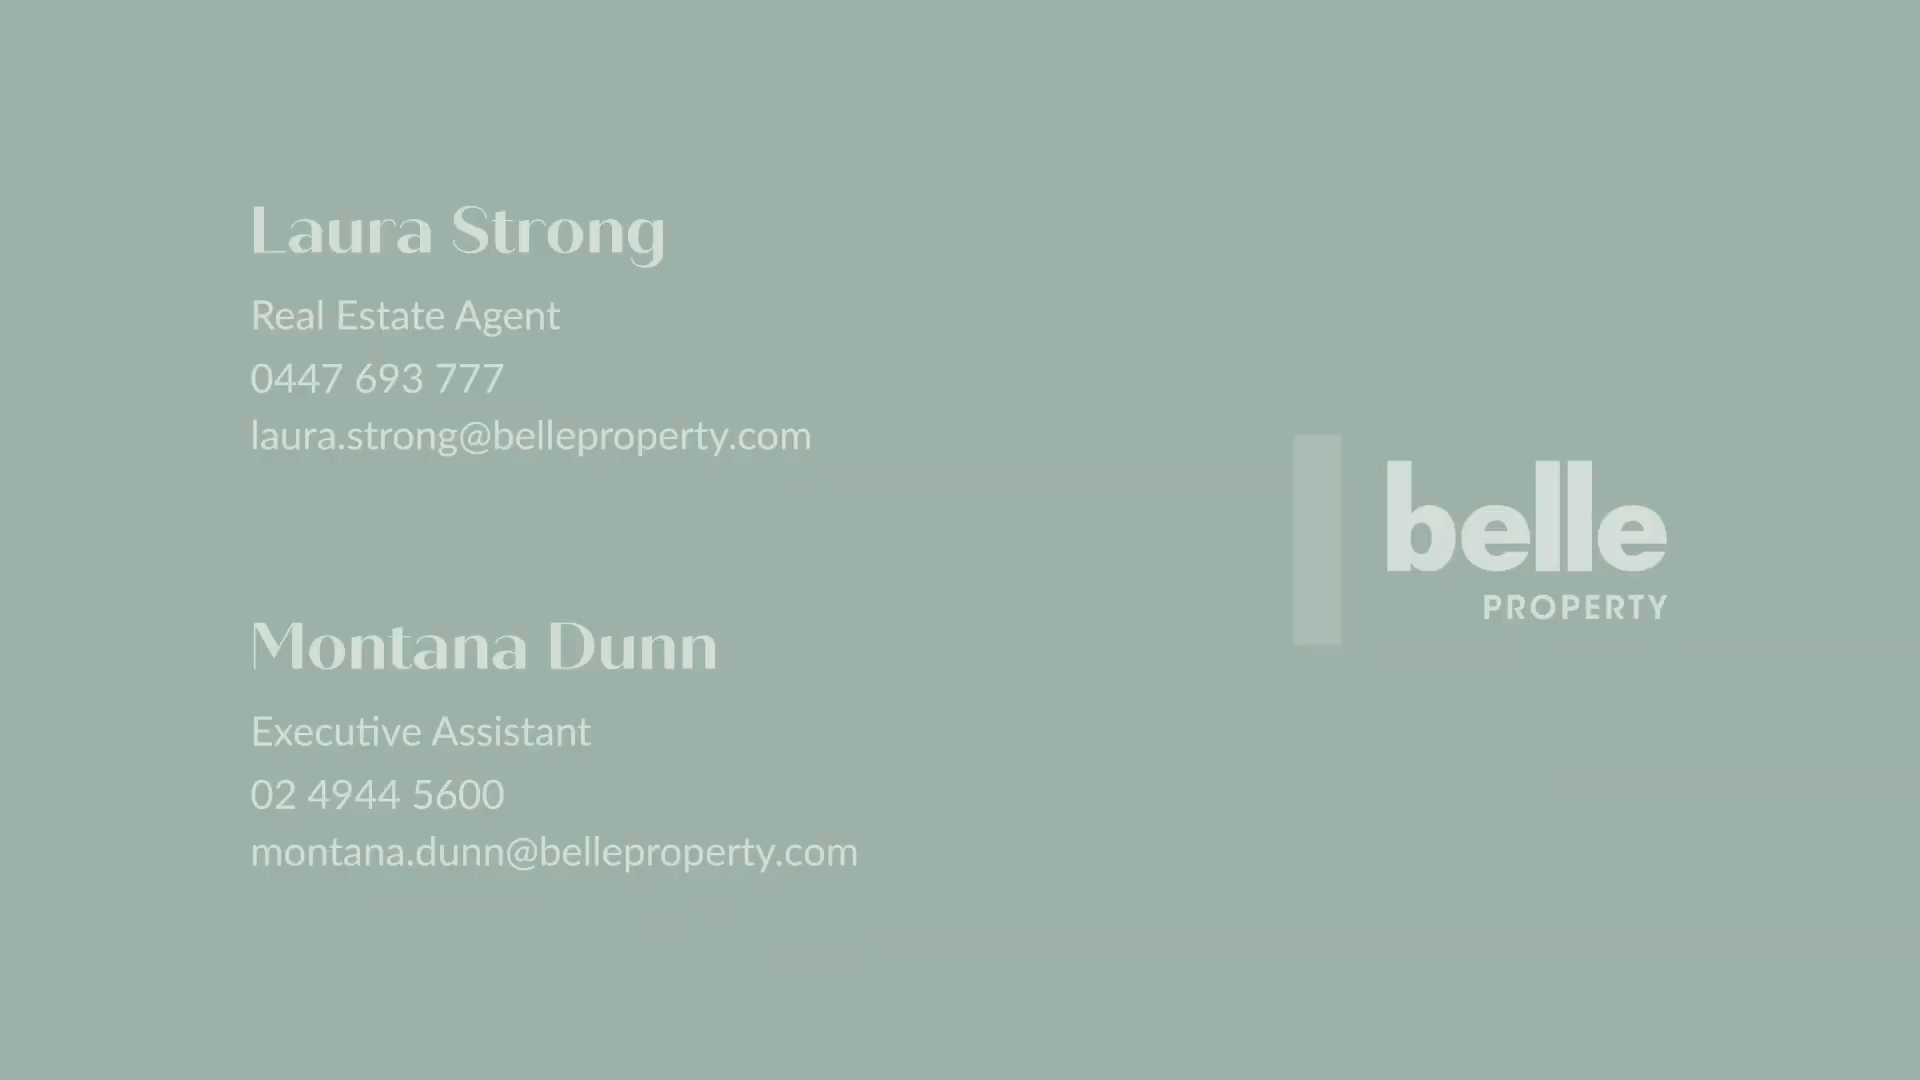 Laura Strong
Real Estate Agent
0447 693 777
laura.strong@belleproperty.com
Montana Dunn
Executive Assistant
02 4944 5600
montana.dunn@belleproperty.com
belle
PROPERTY